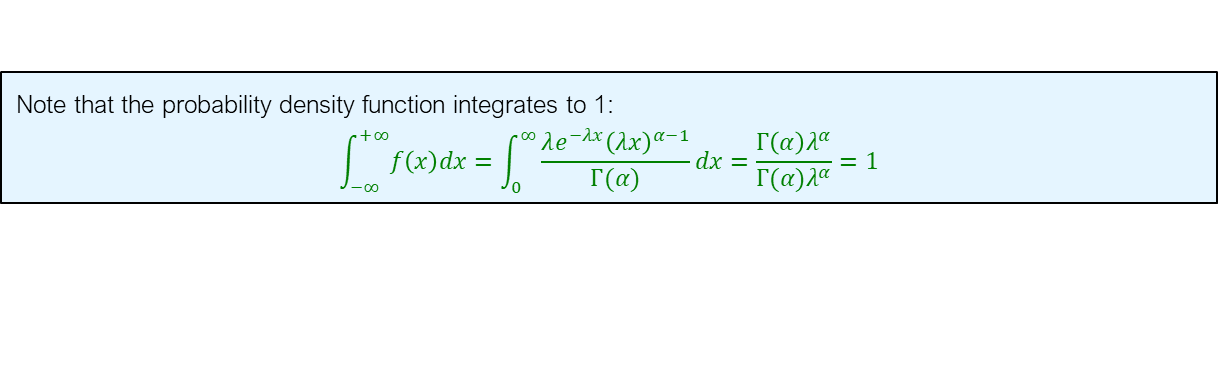 Note that the probability density function integrates to 1:
∫_{−∞}^{+∞} f(x)dx = ∫_0^∞ λe^{−λx}(λx)^{α−1} / Γ(α) dx = Γ(α)λ^α / Γ(α)λ^α = 1